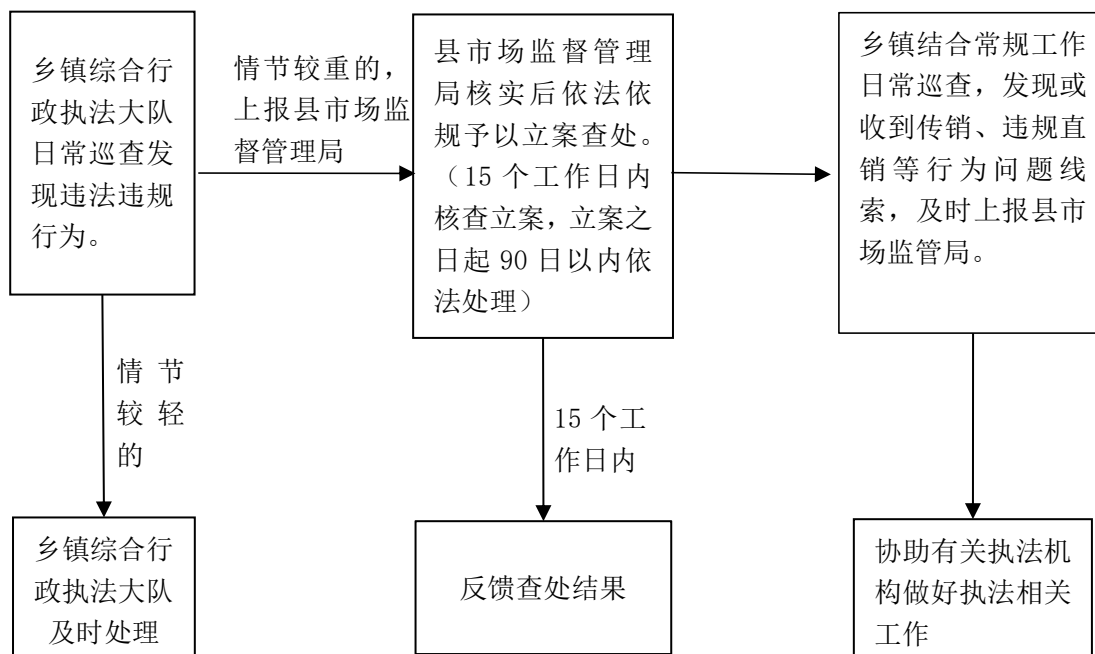 乡镇综合行
政执法大队
日常巡查发
现违法违规
行为。
情节较重的，
上报县市场监
督管理局
县市场监督管理
局核实后依法依
规予以立案查处。
（15 个工作日内
核查立案，立案之
日起 90 日以内依
法处理）
乡镇结合常规工作
日常巡查，发现或
收到传销、违规直
销等行为问题线
索，及时上报县市
场监管局。
情 节
较 轻
的
15 个工
作日内
乡镇综合行
政执法大队
及时处理
反馈查处结果
协助有关执法机
构做好执法相关
工作